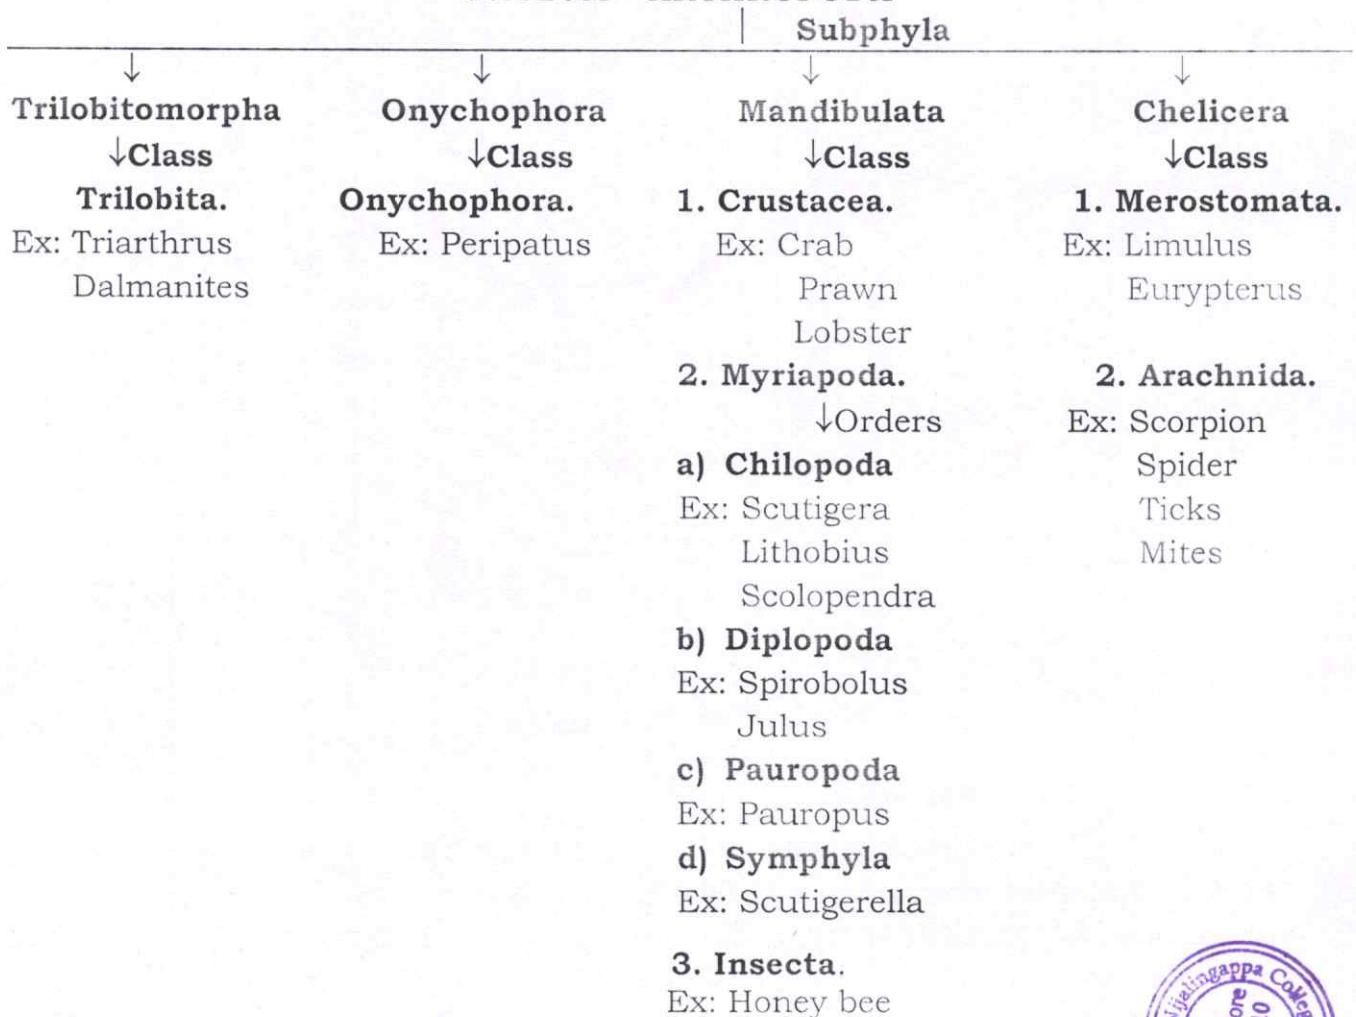 Subphyla
Trilobitomorpha Onychophora Mandibulata Chelicera
↓Class ↓Class ↓Class ↓Class
Trilobita. Onychophora. 1. Crustacea. 1. Merostomata.
Ex: Triarthrus Ex: Peripatus Ex: Crab Ex: Limulus
Dalmanites Prawn Eurypterus
Lobster
2. Myriapoda. 2. Arachnida.
↓Orders Ex: Scorpion
a) Chilopoda Spider
Ex: Scutigera Ticks
Lithobius Mites
Scolopendra
b) Diplopoda
Ex: Spirobolus
Julus
c) Pauropoda
Ex: Pauropus
d) Symphyla
Ex: Scutigerella
3. Insecta.
Ex: Honey bee